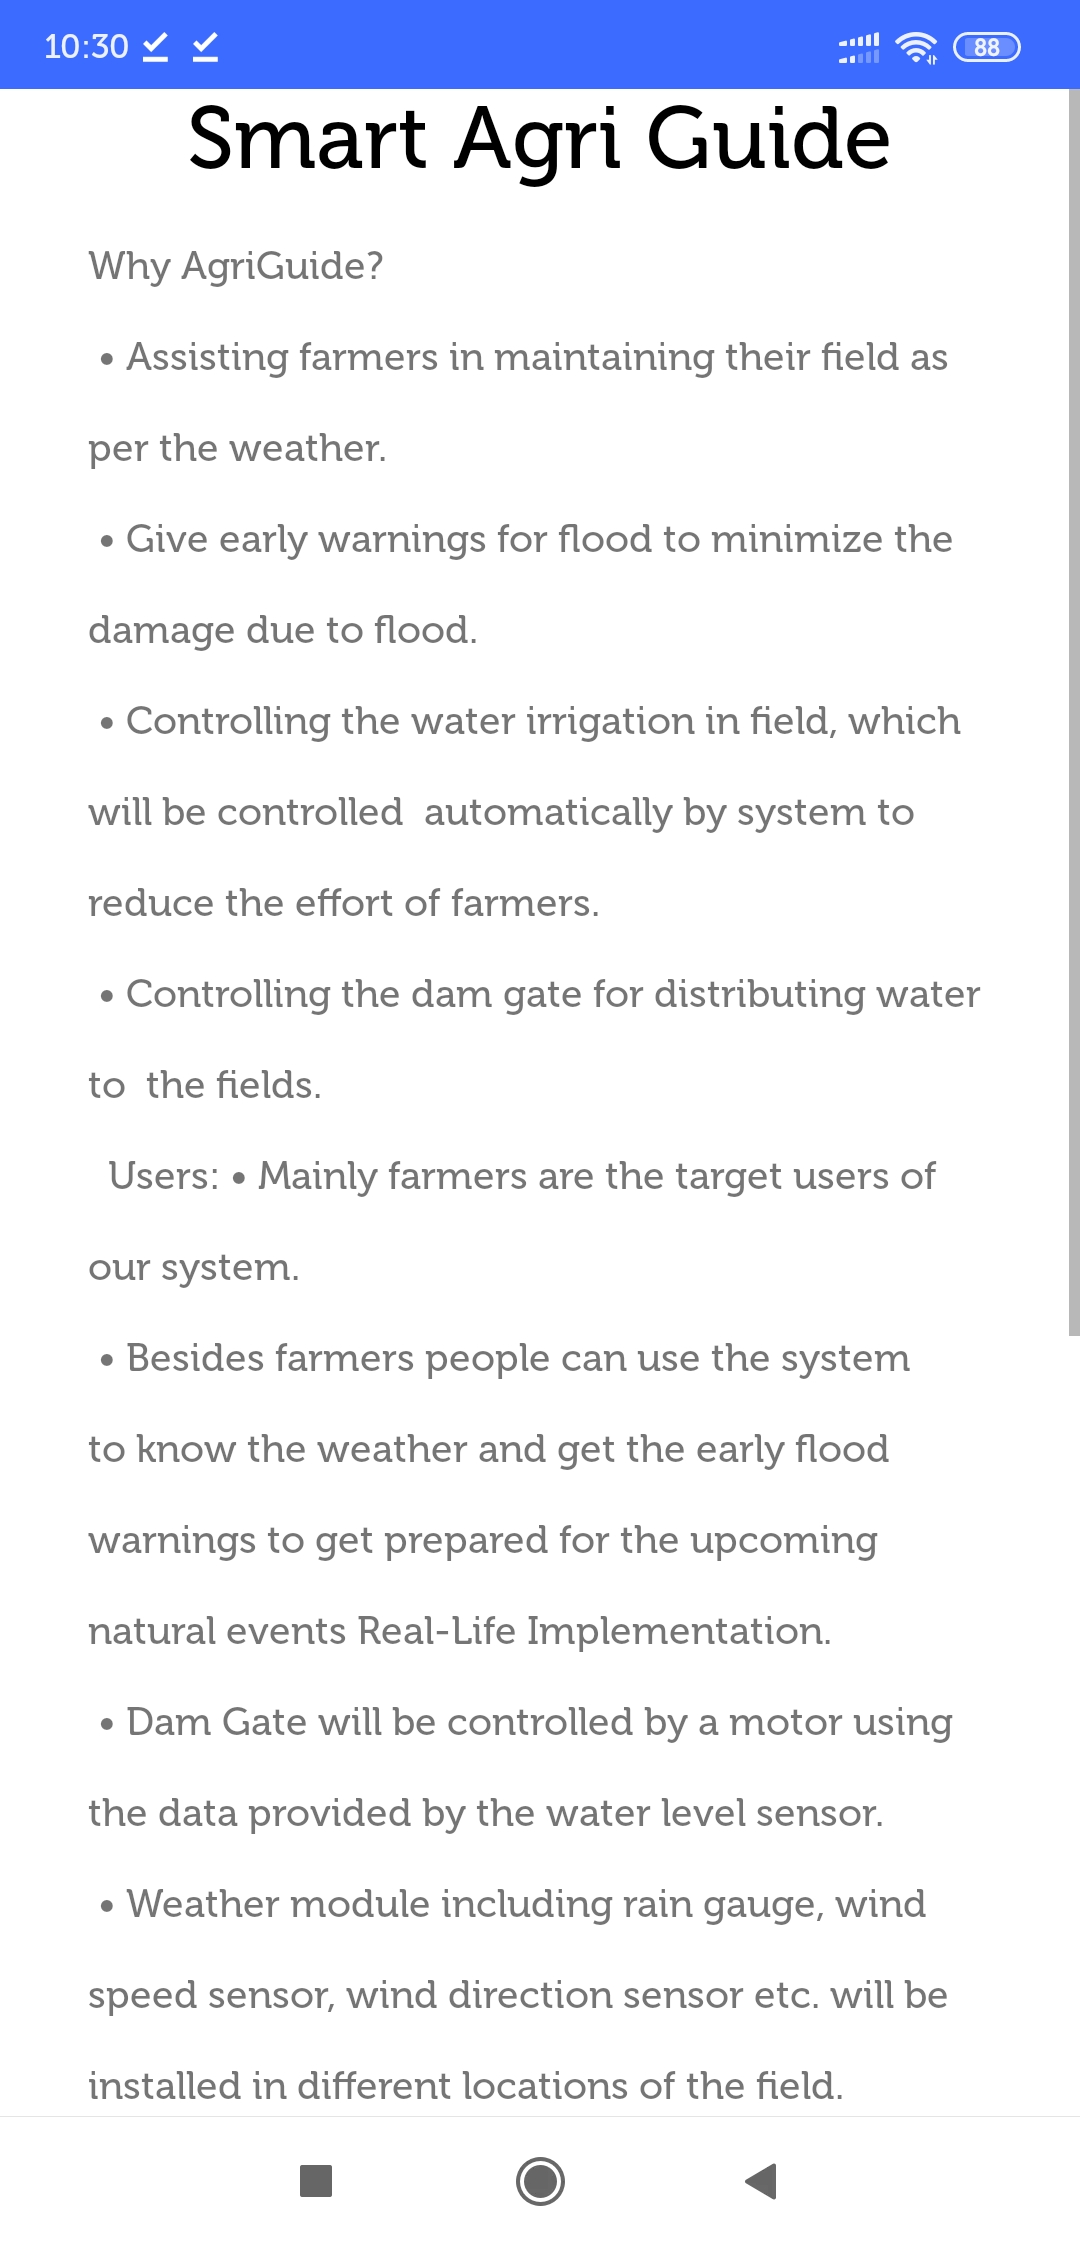 10:30
88
Smart Agri Guide
Why AgriGuide?
• Assisting farmers in maintaining their field as
per the weather.
• Give early warnings for flood to minimize the
damage due to flood.
• Controlling the water irrigation in field, which
will be controlled  automatically by system to
reduce the effort of farmers.
• Controlling the dam gate for distributing water
to  the fields.
Users: • Mainly farmers are the target users of
our system.
• Besides farmers people can use the system
to know the weather and get the early flood
warnings to get prepared for the upcoming
natural events Real-Life Implementation.
• Dam Gate will be controlled by a motor using
the data provided by the water level sensor.
• Weather module including rain gauge, wind
speed sensor, wind direction sensor etc. will be
installed in different locations of the field.